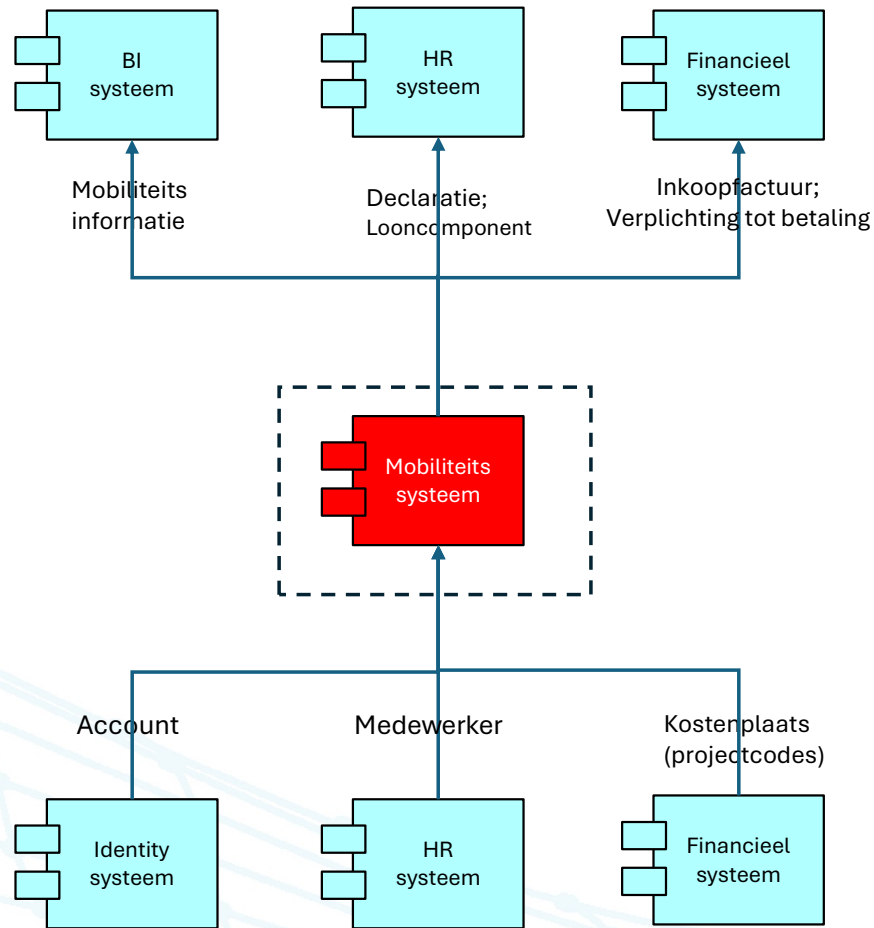 BI
systeem
HR
systeem
Financieel
systeem
Mobiliteits
informatie
Declaratie;
Looncomponent
Inkoopfactuur;
Verplichting tot betaling
Mobiliteits
systeem
Account
Medewerker
Kostenplaats
(projectcodes)
Identity
systeem
HR
systeem
Financieel
systeem